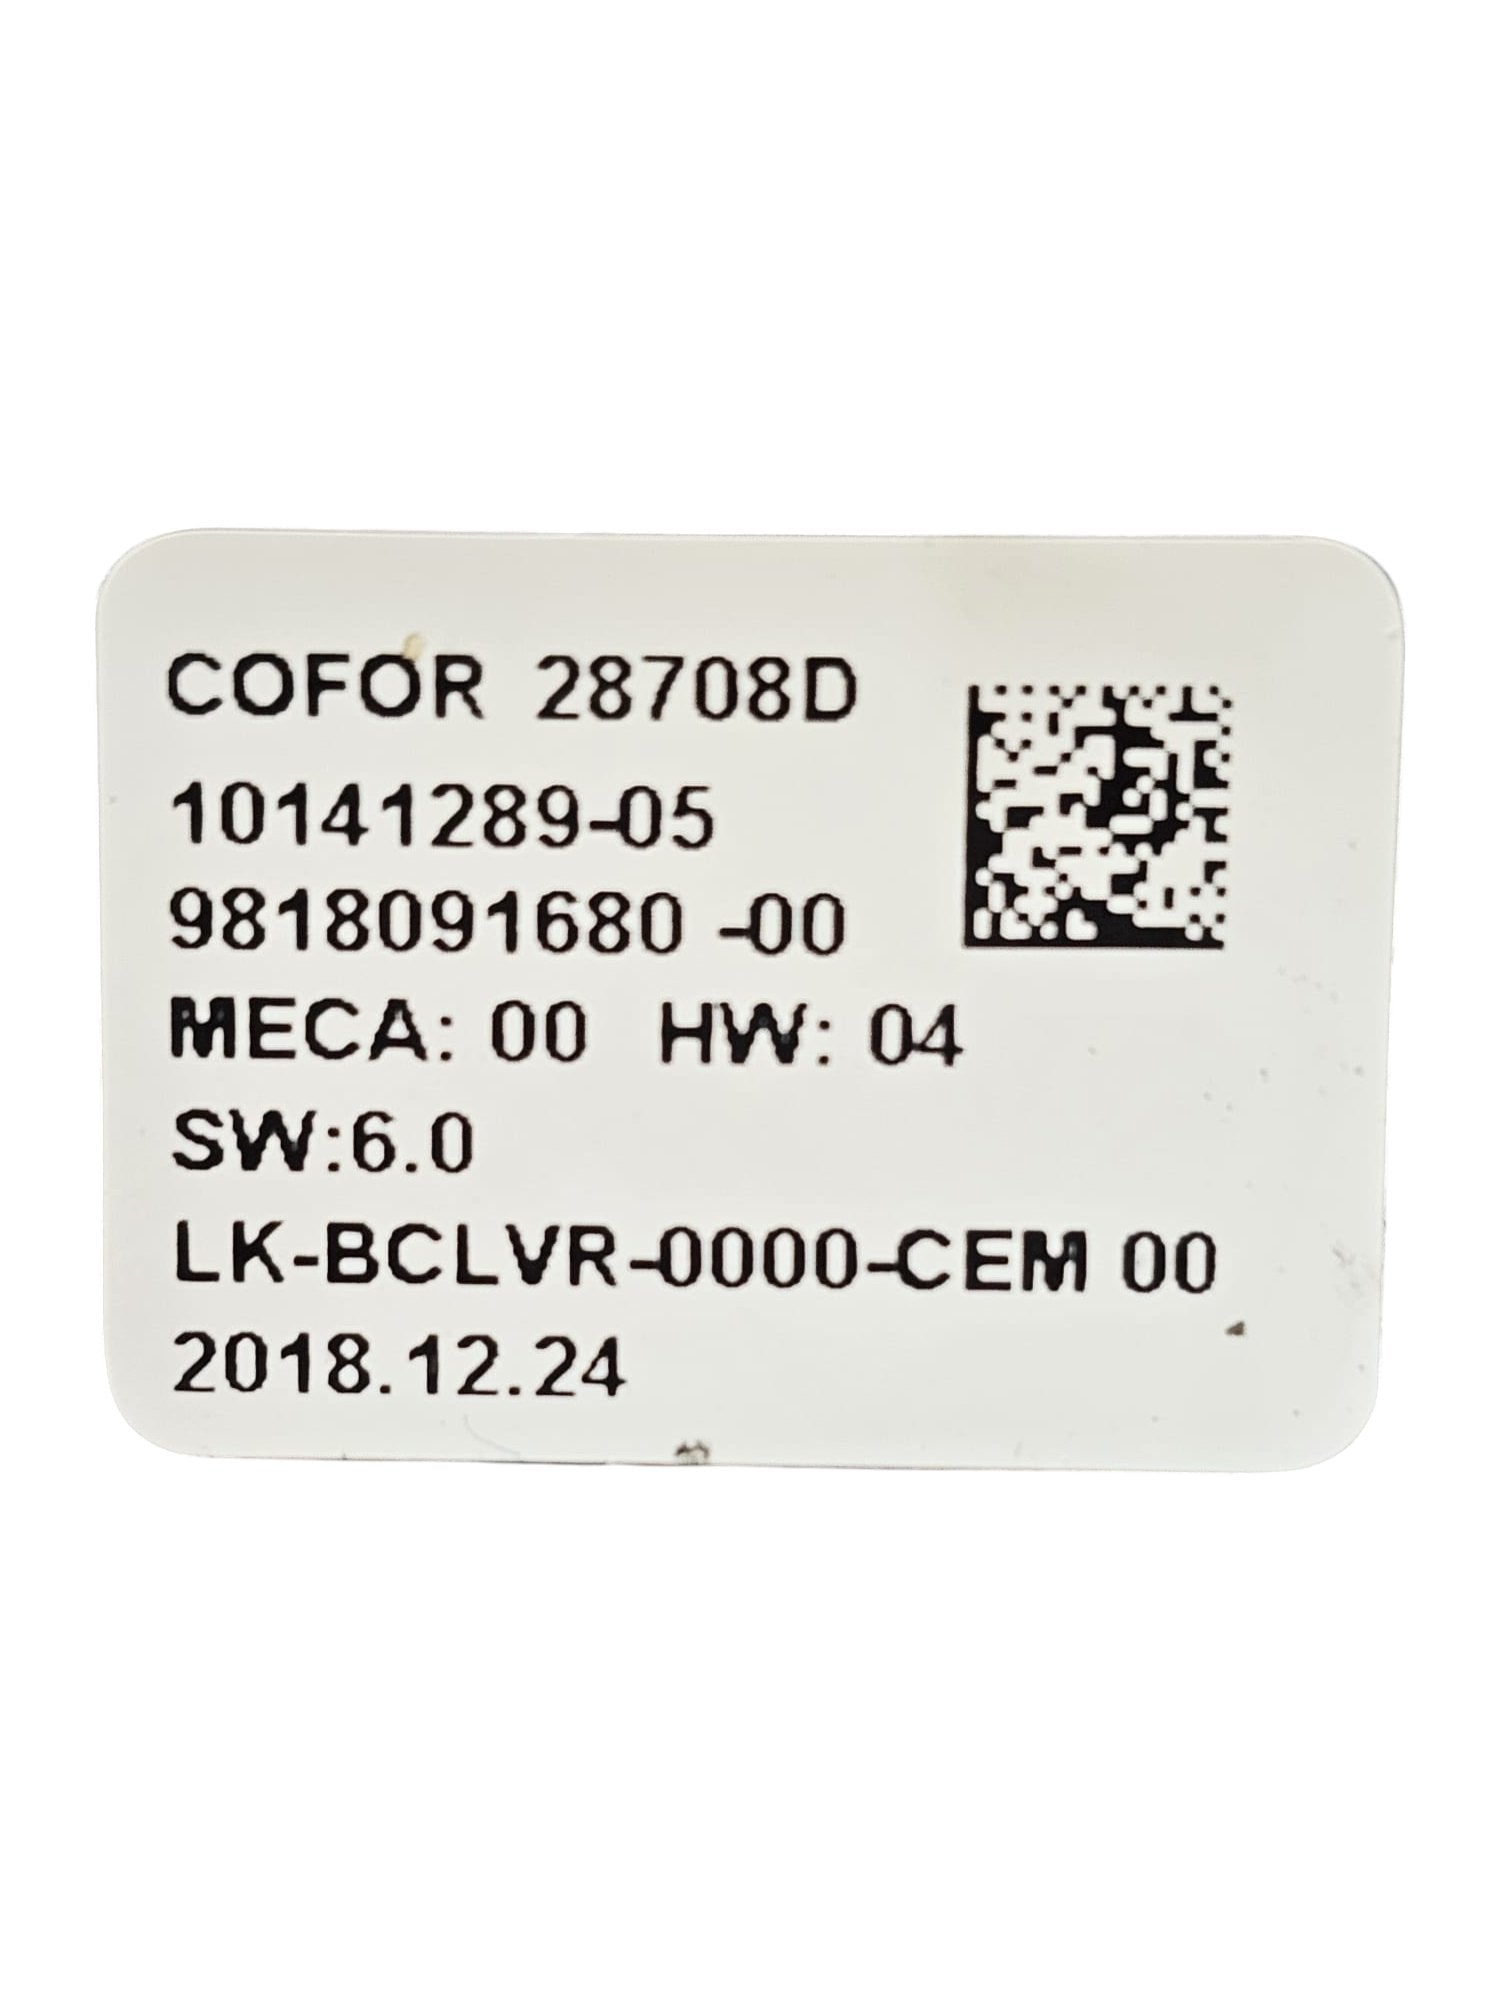 COFOR 28708D
10141289-05
9818091680 -00
MECA: 00 HW: 04
SW:6.0
LK-BCLVR-0000-CEM 00
2018.12.24